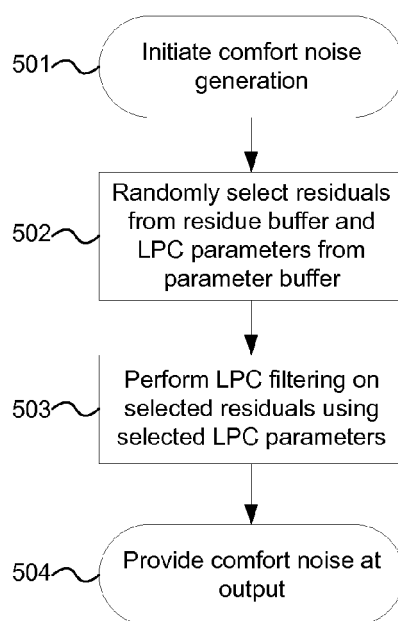 501
Initiate comfort noise
generation
502
Randomly select residuals
from residue buffer and
LPC parameters from
parameter buffer
503
Perform LPC filtering on
selected residuals using
selected LPC parameters
504
Provide comfort noise at
output